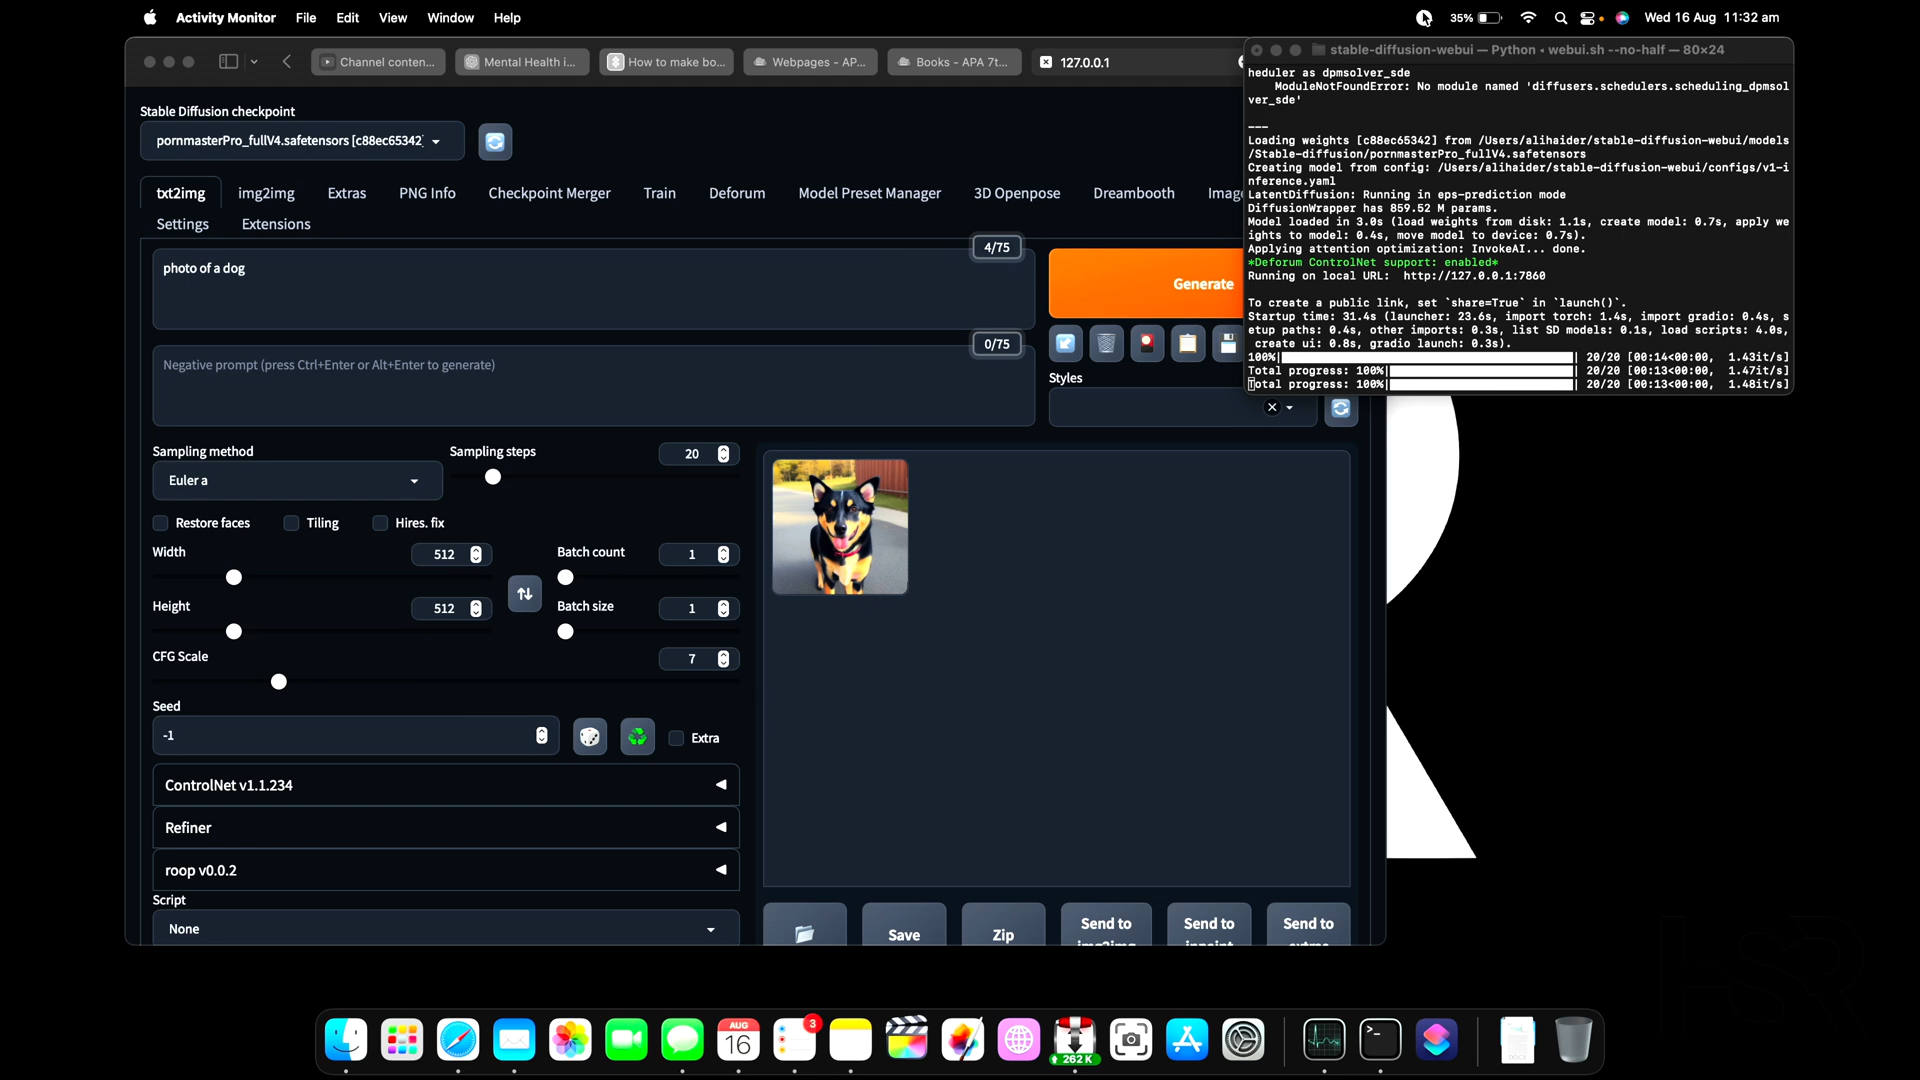 Activity Monitor File Edit View Window Help
35% Wed 16 Aug 11:32 am
Channel conten... Mental Health i... How to make bo... Webpages - AP... Books - APA 7t... 127.0.0.1
Stable Diffusion checkpoint
pornmasterPro_fullV4.safetensors [c88ec65342]
txt2img img2img Extras PNG Info Checkpoint Merger Train Deforum Model Preset Manager 3D Openpose Dreambooth Imag
Settings Extensions
4/75
photo of a dog
Generate
0/75
Negative prompt (press Ctrl+Enter or Alt+Enter to generate)
Styles
Sampling method
Euler a
Sampling steps
20
Restore faces Tiling Hires. fix
Width
512
Batch count
1
Height
512
Batch size
1
CFG Scale
7
Seed
-1
Extra
ControlNet v1.1.234
Refiner
roop v0.0.2
Script
None
Save
Zip
Send to
img2img
Send to
inpaint
Send to
extras
stable-diffusion-webui — Python ‹ webui.sh --no-half — 80×24
heduler as dpmsolver_sde
ModuleNotFoundError: No module named 'diffusers.schedulers.scheduling_dpmsol
ver_sde'
---
Loading weights [c88ec65342] from /Users/alihaider/stable-diffusion-webui/models
/Stable-diffusion/pornmasterPro_fullV4.safetensors
Creating model from config: /Users/alihaider/stable-diffusion-webui/configs/v1-i
nference.yaml
LatentDiffusion: Running in eps-prediction mode
DiffusionWrapper has 859.52 M params.
Model loaded in 3.0s (load weights from disk: 1.1s, create model: 0.7s, apply we
ights to model: 0.4s, move model to device: 0.7s).
Applying attention optimization: InvokeAI... done.
*Deforum ControlNet support: enabled*
Running on local URL:  http://127.0.0.1:7860
To create a public link, set `share=True` in `launch()`.
Startup time: 31.4s (launcher: 23.6s, import torch: 1.4s, import gradio: 0.4s, s
etup paths: 0.4s, other imports: 0.3s, list SD models: 0.1s, load scripts: 4.0s,
create ui: 0.8s, gradio launch: 0.3s).
100%| | 20/20 [00:14<00:00,  1.43it/s]
Total progress: 100%| | 20/20 [00:13<00:00,  1.47it/s]
Total progress: 100%| | 20/20 [00:13<00:00,  1.48it/s]
AUG
16
3
262 K
DOCX
HSR